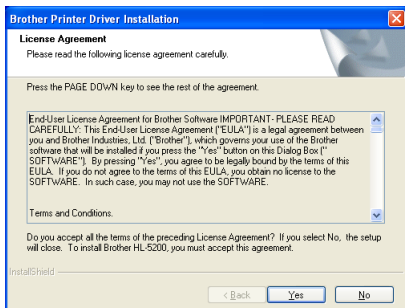 Brother Printer Driver Installation
License Agreement
Please read the following license agreement carefully.
Press the PAGE DOWN key to see the rest of the agreement.
End-User License Agreement for Brother Software IMPORTANT- PLEASE READ
CAREFULLY: This End-User License Agreement ("EULA") is a legal agreement between
you and Brother Industries, Ltd. ("Brother"), which governs your use of the Brother
software that will be installed if you press the "Yes" button on this Dialog Box ("
SOFTWARE"). By pressing "Yes", you agree to be legally bound by the terms of this
EULA. If you do not agree to the terms of this EULA, you obtain no license to the
SOFTWARE. In such case, you may not use the SOFTWARE.
Terms and Conditions.
Do you accept all the terms of the preceding License Agreement? If you select No, the setup
will close. To install Brother HL-5200, you must accept this agreement.
InstallShield
< Back Yes No